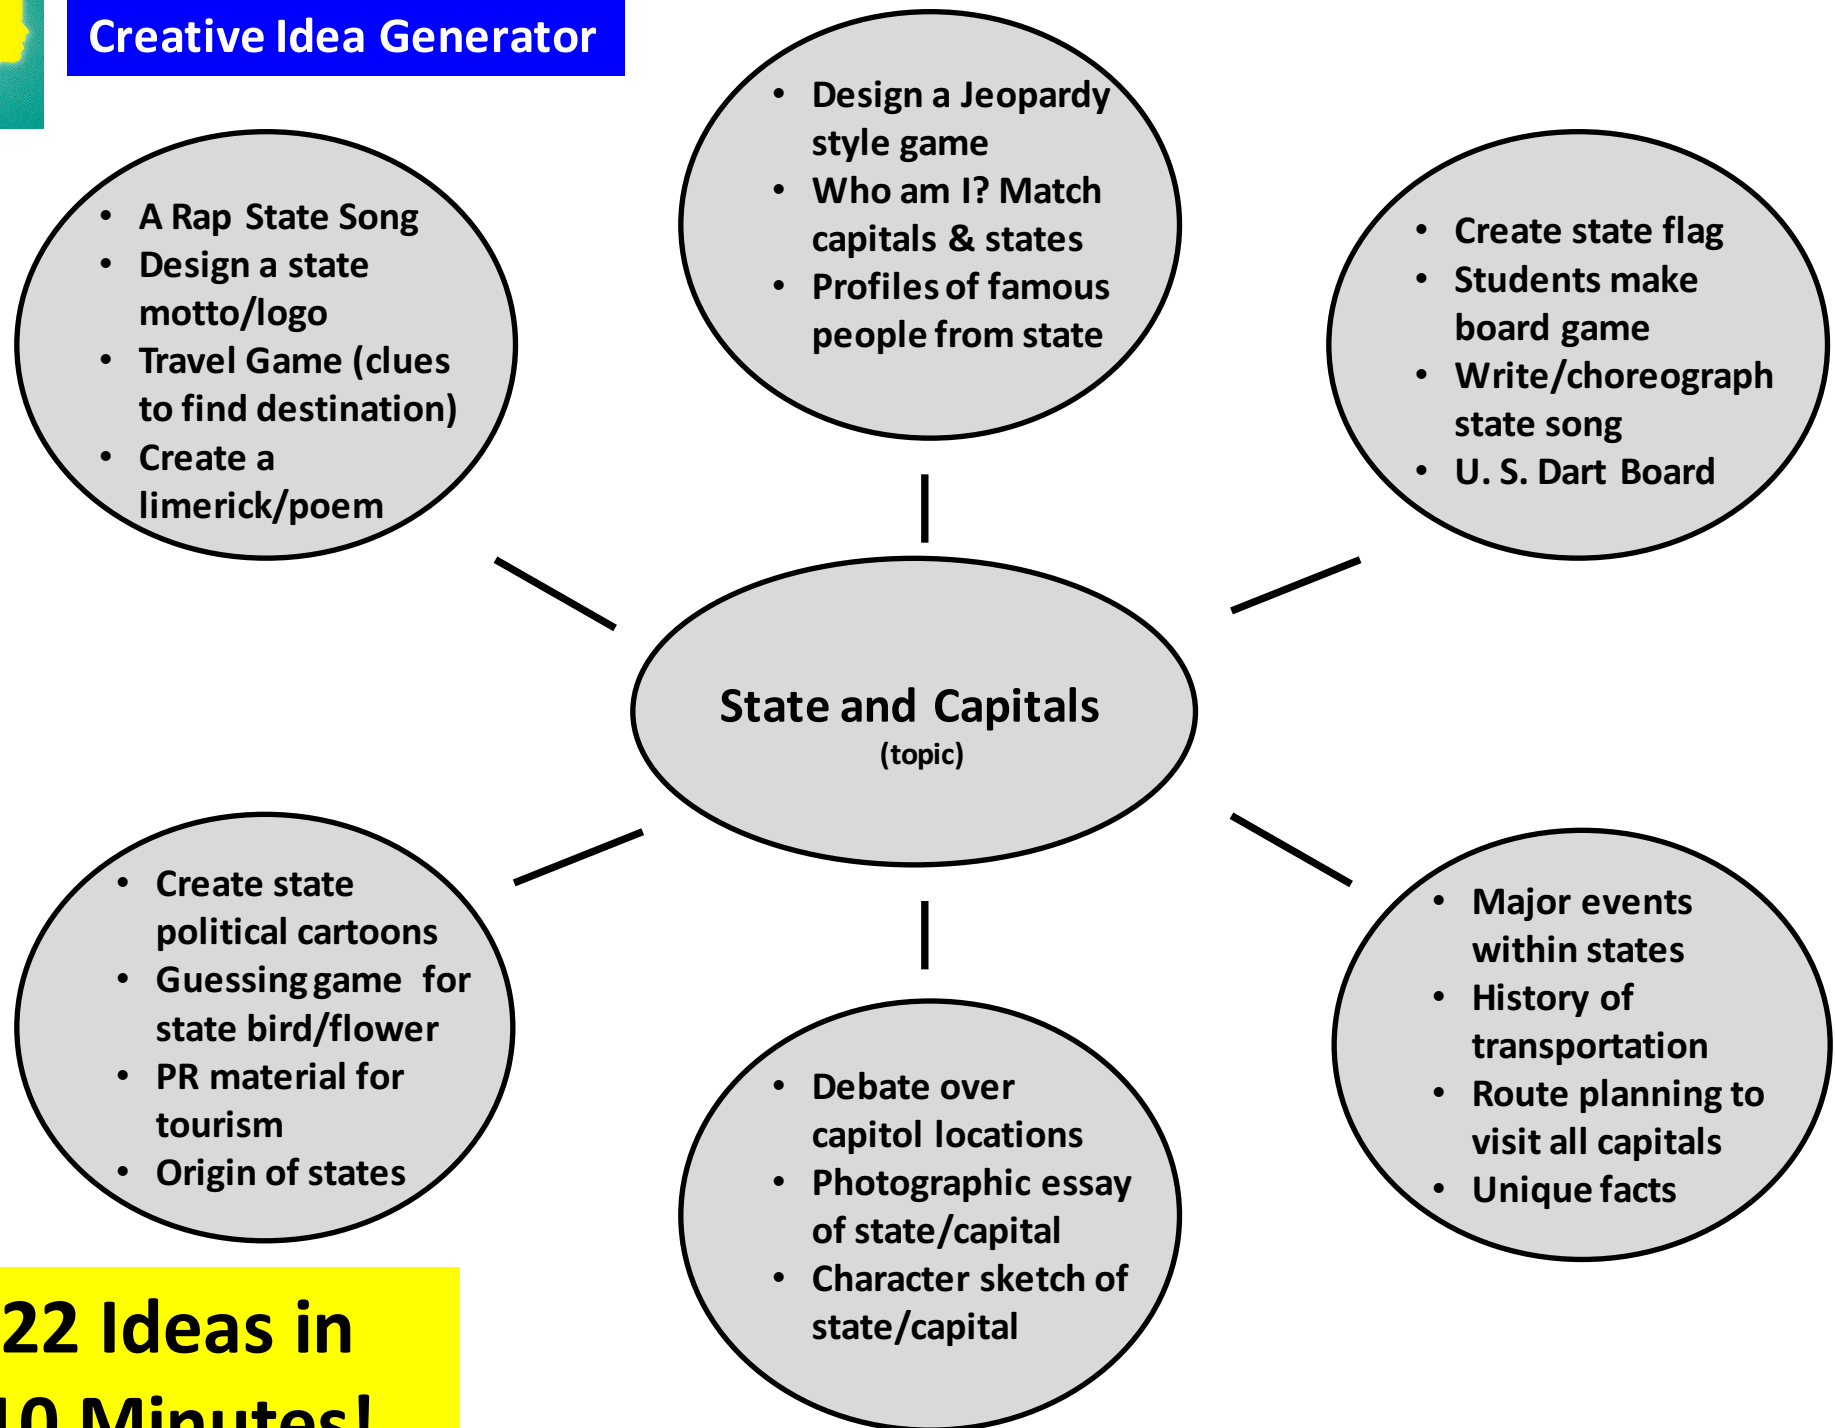 Creative Idea Generator
• A Rap State Song
• Design a state
motto/logo
• Travel Game (clues
to find destination)
• Create a
limerick/poem
• Design a Jeopardy
style game
• Who am I? Match
capitals & states
• Profiles of famous
people from state
• Create state flag
• Students make
board game
• Write/choreograph
state song
• U. S. Dart Board
State and Capitals
(topic)
• Create state
political cartoons
• Guessing game for
state bird/flower
• PR material for
tourism
• Origin of states
• Debate over
capitol locations
• Photographic essay
of state/capital
• Character sketch of
state/capital
• Major events
within states
• History of
transportation
• Route planning to
visit all capitals
• Unique facts
22 Ideas in
10 Minutes!